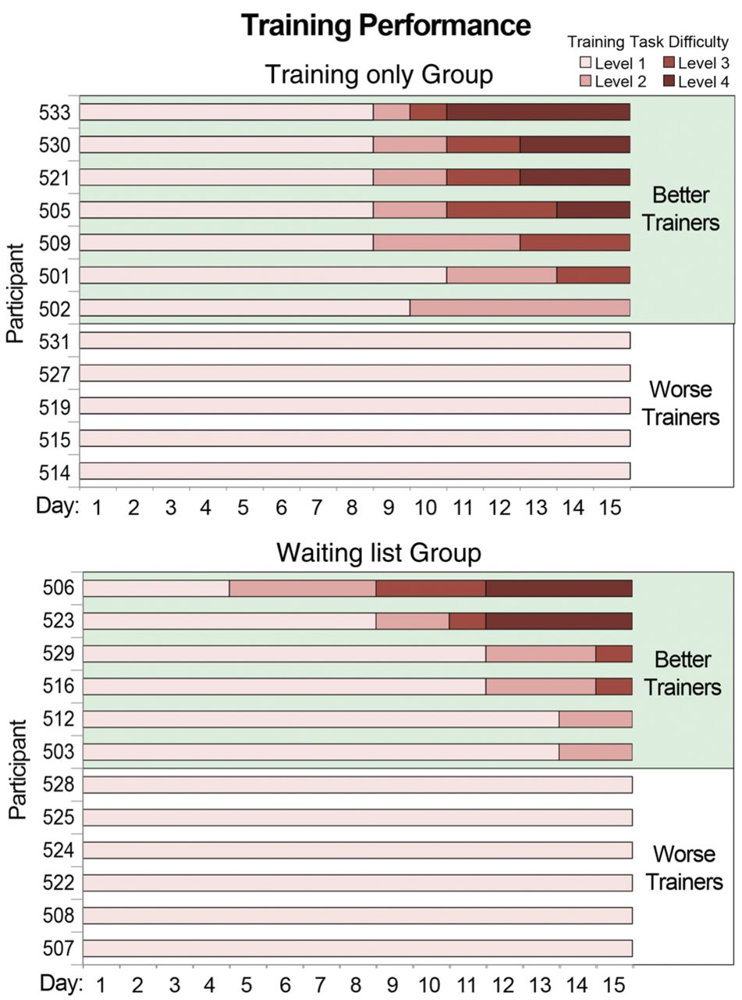 Training Performance
Training Task Difficulty
Level 1 Level 3
Level 2 Level 4
Training only Group
533
530
521
505
509
501
502
531
527
519
515
514
Participant
Better
Trainers
Worse
Trainers
Day: 1 2 3 4 5 6 7 8 9 10 11 12 13 14 15
Waiting list Group
506
523
529
516
512
503
528
525
524
522
508
507
Participant
Better
Trainers
Worse
Trainers
Day: 1 2 3 4 5 6 7 8 9 10 11 12 13 14 15